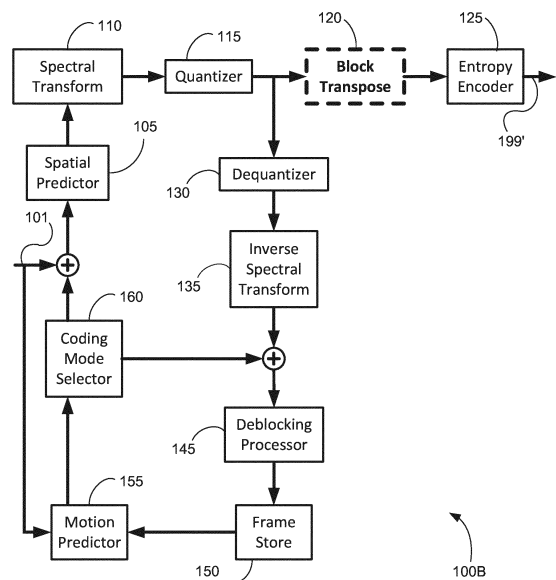 110
115
120
125
Spectral
Transform
Quantizer
Block
Transpose
Entropy
Encoder
199'
105
Spatial
Predictor
Dequantizer
130
101
+
Inverse
Spectral
Transform
135
160
Coding
Mode
Selector
+
Deblocking
Processor
145
155
Motion
Predictor
Frame
Store
150
100B